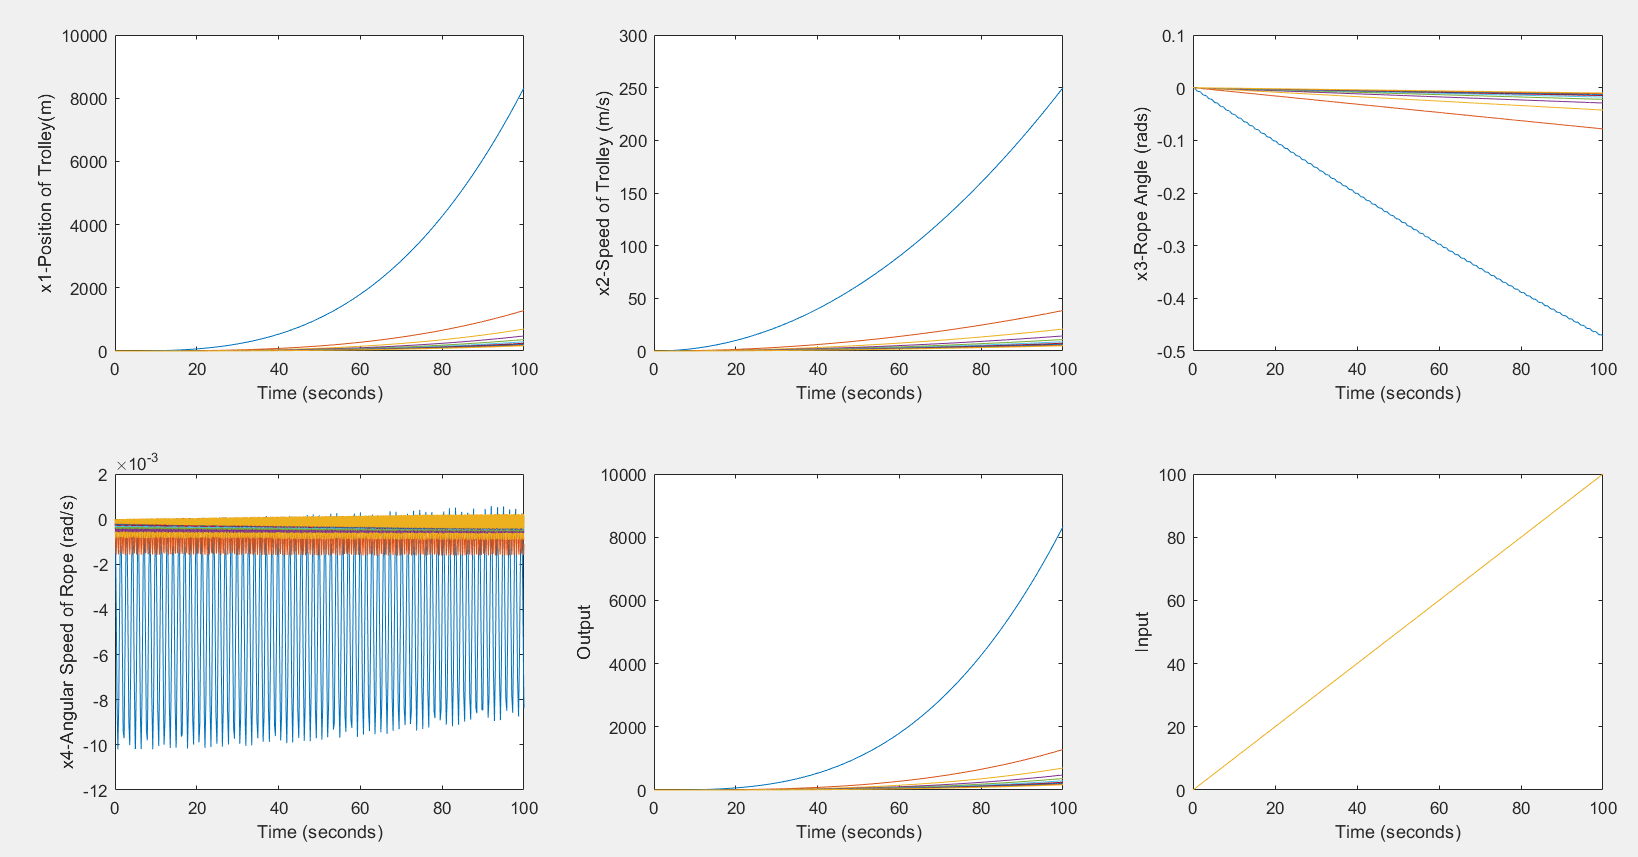 10000
8000
6000
4000
2000
0
0 20 40 60 80 100
Time (seconds)
x1-Position of Trolley(m)
300
250
200
150
100
50
0
0 20 40 60 80 100
Time (seconds)
x2-Speed of Trolley (m/s)
0.1
0
-0.1
-0.2
-0.3
-0.4
-0.5
0 20 40 60 80 100
Time (seconds)
x3-Rope Angle (rads)
×10-3
2
0
-2
-4
-6
-8
-10
-12
0 20 40 60 80 100
Time (seconds)
x4-Angular Speed of Rope (rad/s)
10000
8000
6000
4000
2000
0
0 20 40 60 80 100
Time (seconds)
Output
100
80
60
40
20
0
0 20 40 60 80 100
Time (seconds)
Input